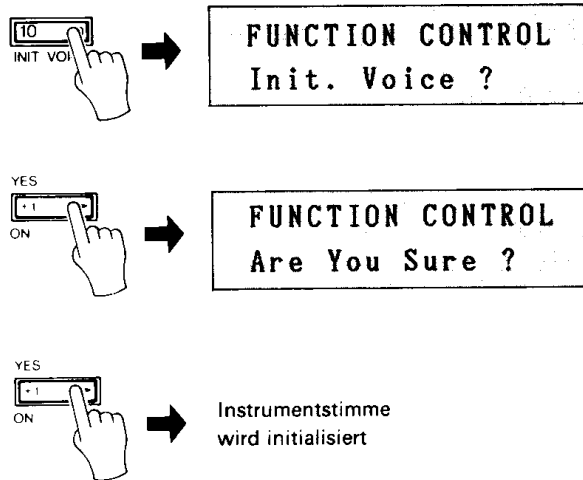 10
INIT VOI
FUNCTION CONTROL
Init. Voice ?
YES
+1
ON
FUNCTION CONTROL
Are You Sure ?
YES
+1
ON
Instrumentstimme
wird initialisiert